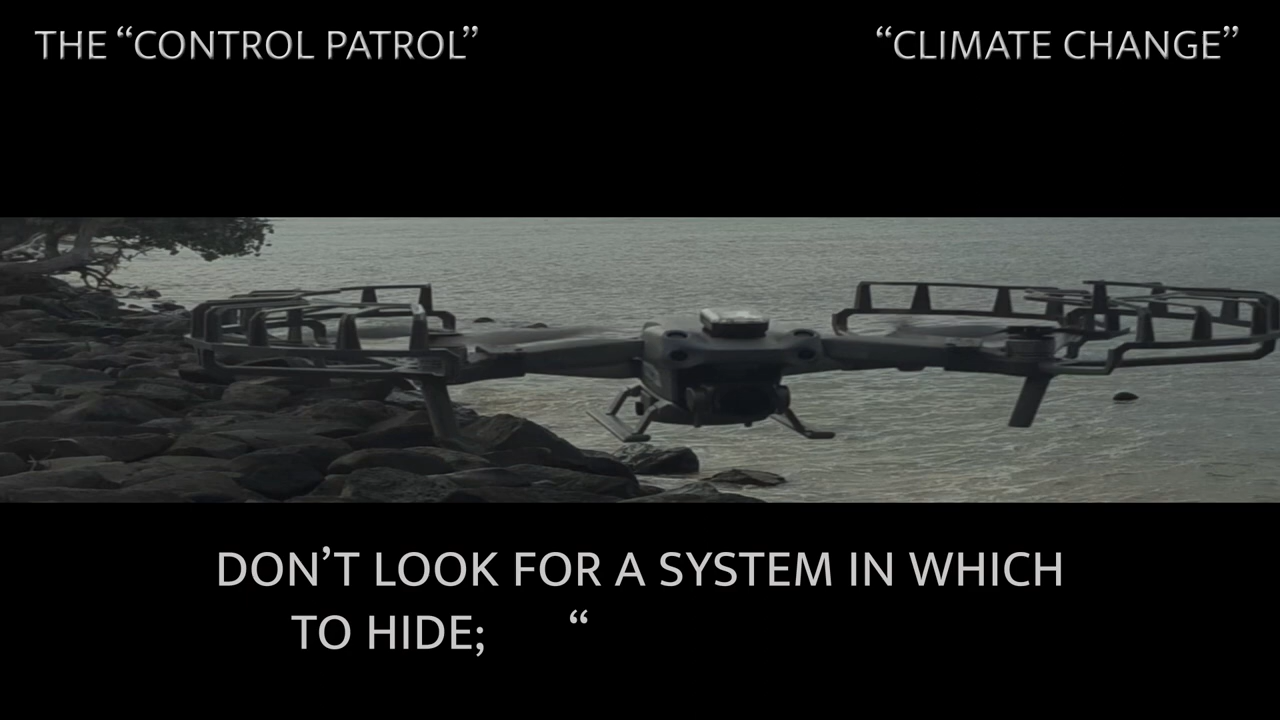 THE “CONTROL PATROL”
“CLIMATE CHANGE”
DON’T LOOK FOR A SYSTEM IN WHICH
TO HIDE; “